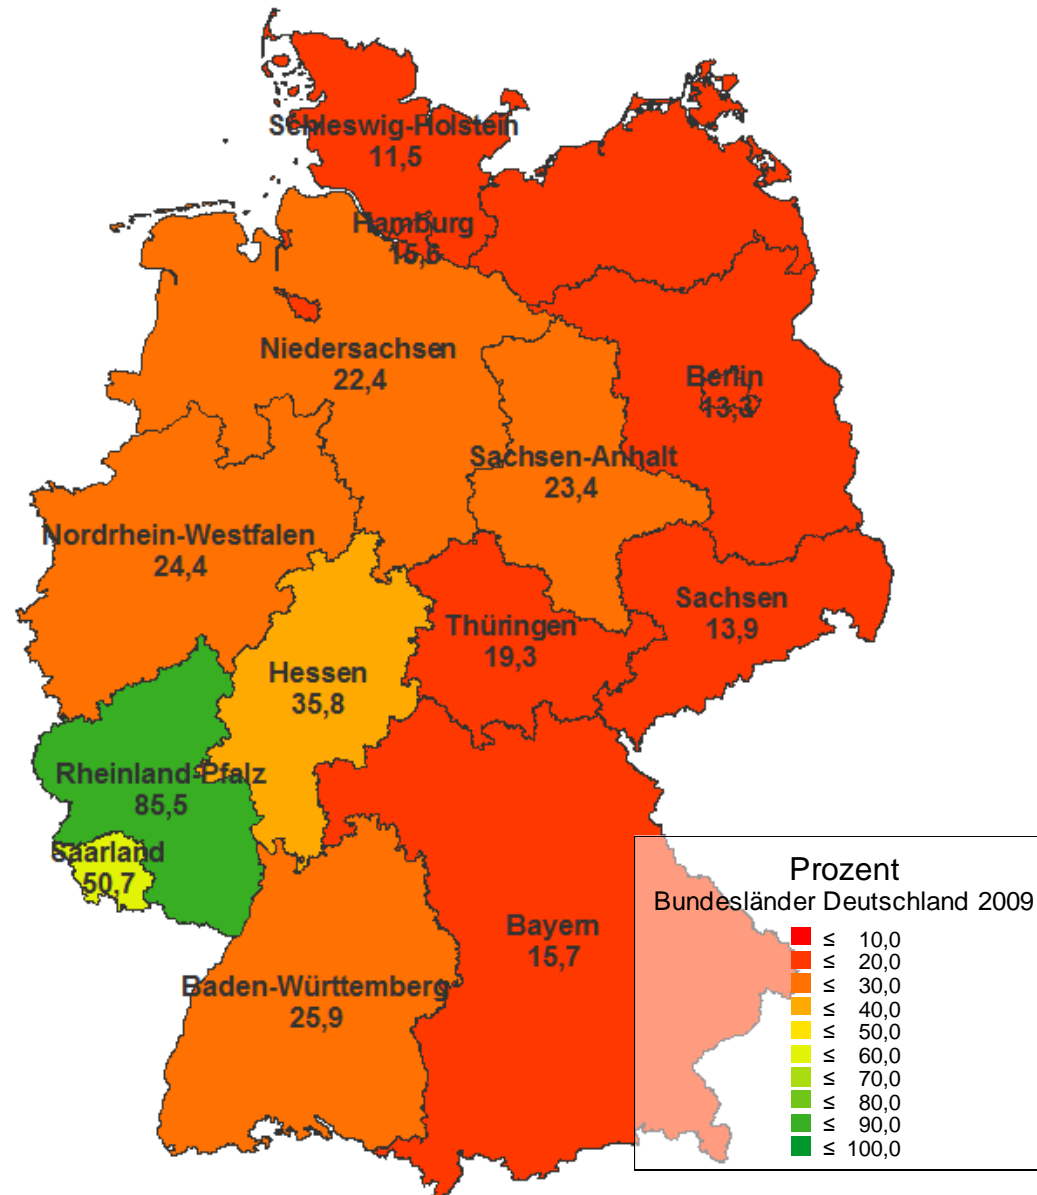 Schleswig-Holstein
11,5
Hamburg
15,6
Niedersachsen
22,4
Berlin
13,3
Sachsen-Anhalt
23,4
Nordrhein-Westfalen
24,4
Sachsen
13,9
Thüringen
19,3
Hessen
35,8
Rheinland-Pfalz
85,5
Saarland
50,7
Bayern
15,7
Baden-Württemberg
25,9
Prozent
Bundesländer Deutschland 2009
≤ 10,0
≤ 20,0
≤ 30,0
≤ 40,0
≤ 50,0
≤ 60,0
≤ 70,0
≤ 80,0
≤ 90,0
≤ 100,0